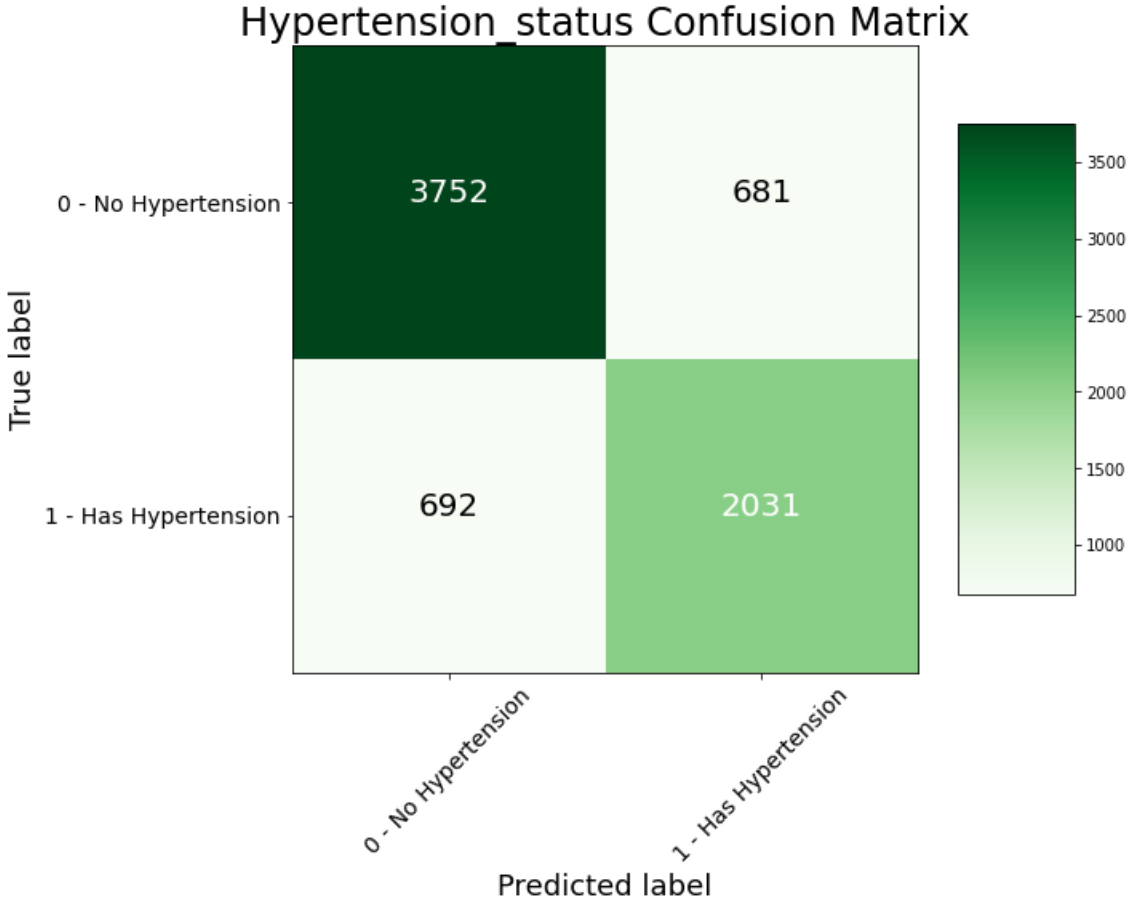 Hypertension_status Confusion Matrix
3752
681
0 - No Hypertension
692
2031
1 - Has Hypertension
True label
0 - No Hypertension
1 - Has Hypertension
Predicted label
3500
3000
2500
2000
1500
1000